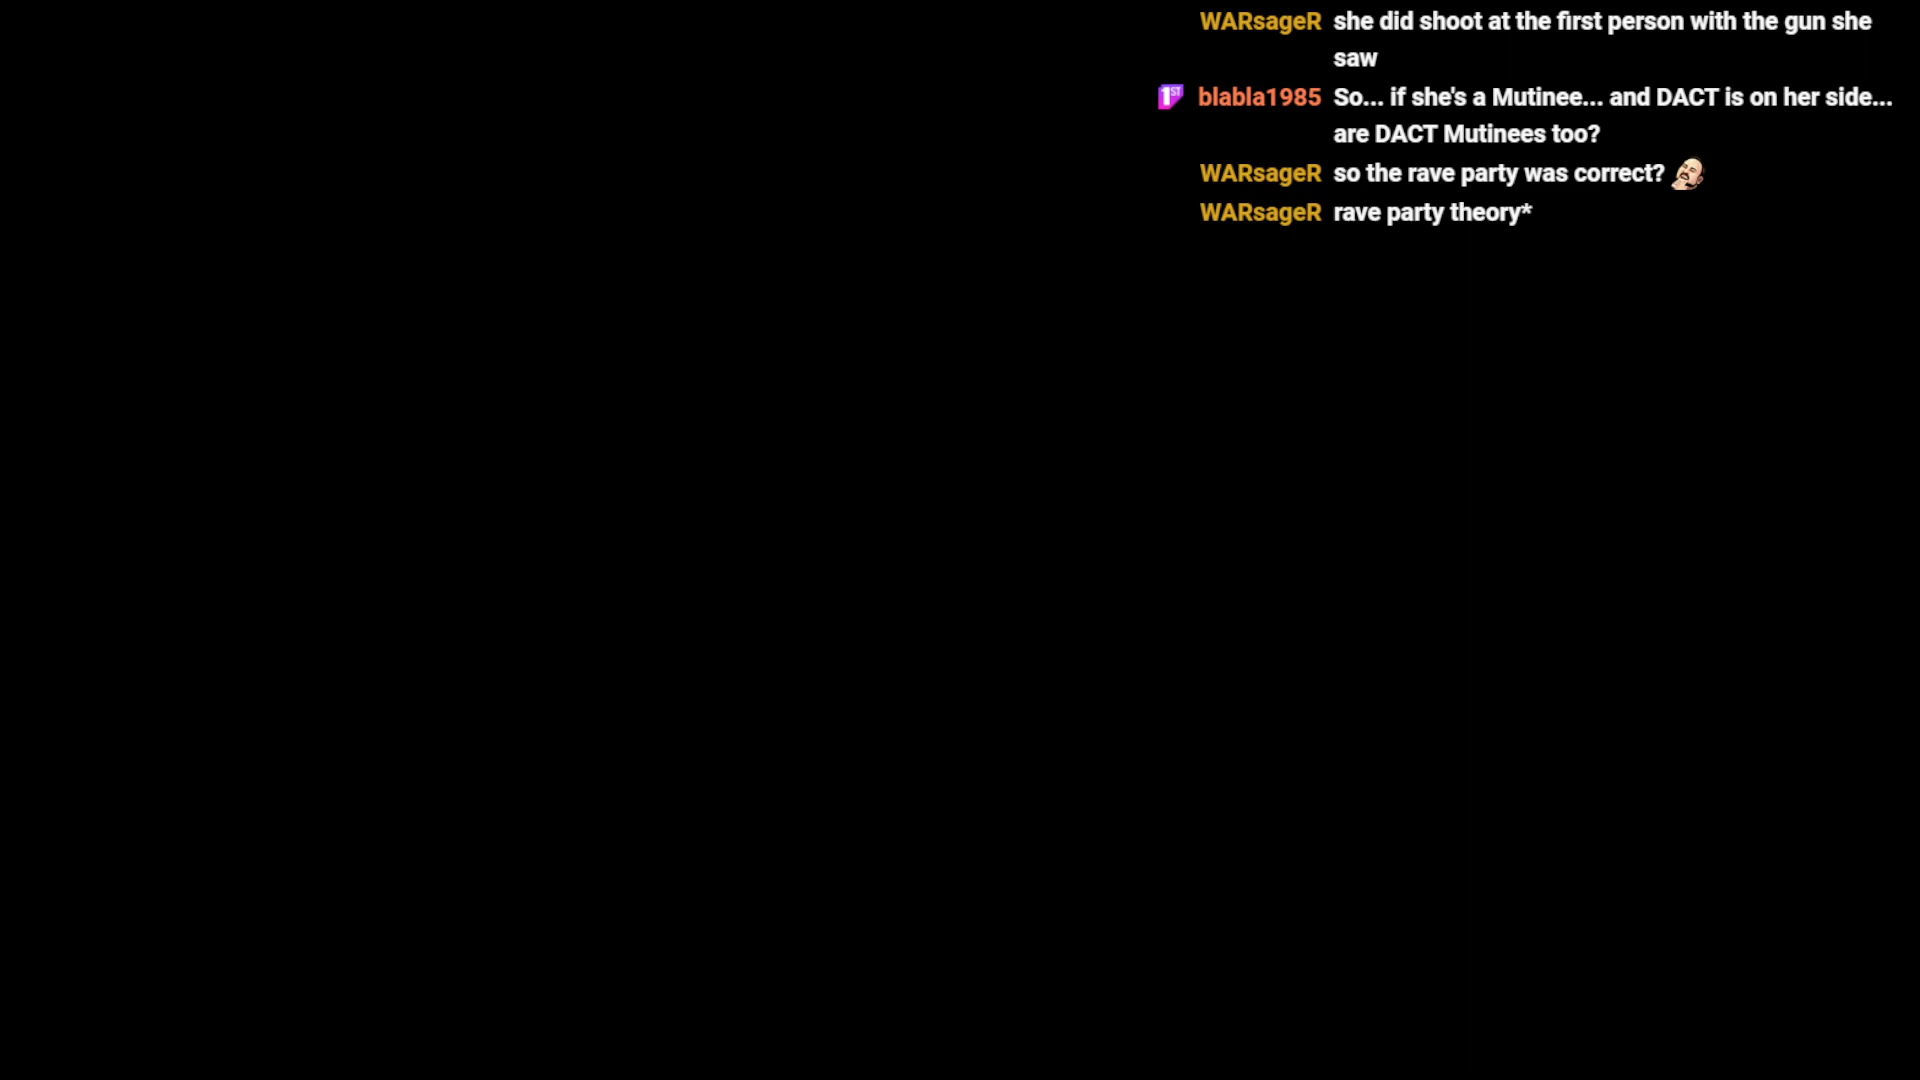 WARsageR she did shoot at the first person with the gun she
saw
1ST blabla1985 So... if she's a Mutinee... and DACT is on her side...
are DACT Mutinees too?
WARsageR so the rave party was correct?
WARsageR rave party theory*